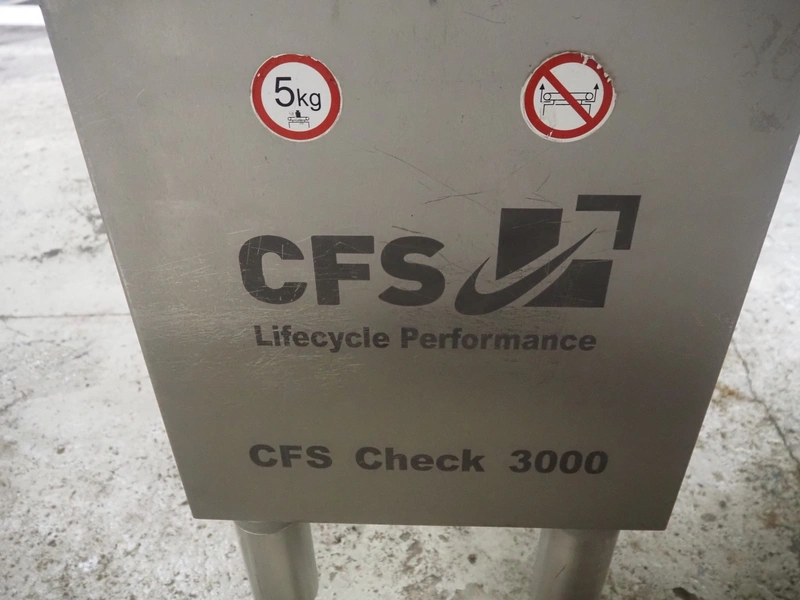 5kg
CFS
Lifecycle Performance
CFS Check 3000